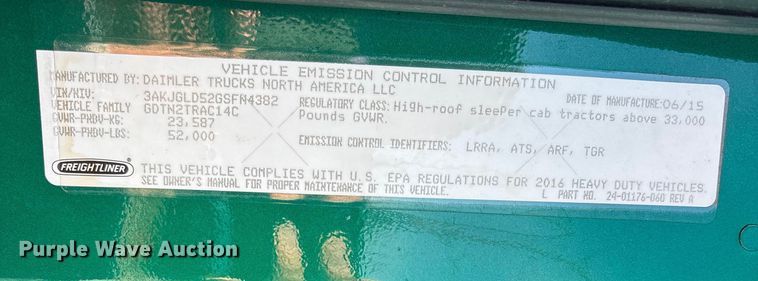 VEHICLE EMISSION CONTROL INFORMATION
MANUFACTURED BY: DAIMLER TRUCKS NORTH AMERICA LLC
DATE OF MANUFACTURE: 06/15
VIN/NIV: 3AKJGLD52GSFN4382
REGULATORY CLASS: High-roof sleeper cab tractors above 33,000
VEHICLE FAMILY GDTN2TRAC14C
Pounds GVWR.
GVWR-PNDV-KG: 23,587
GVWR-PNDV-LBS: 52,000
EMISSION CONTROL IDENTIFIERS: LRRA, ATS, ARF, TGR
FREIGHTLINER
THIS VEHICLE COMPLIES WITH U.S. EPA REGULATIONS FOR 2016 HEAVY DUTY VEHICLES.
SEE OWNER'S MANUAL FOR PROPER MAINTENANCE OF THIS VEHICLE.
L PART NO. 24-01176-060 REV A
Purple Wave Auction